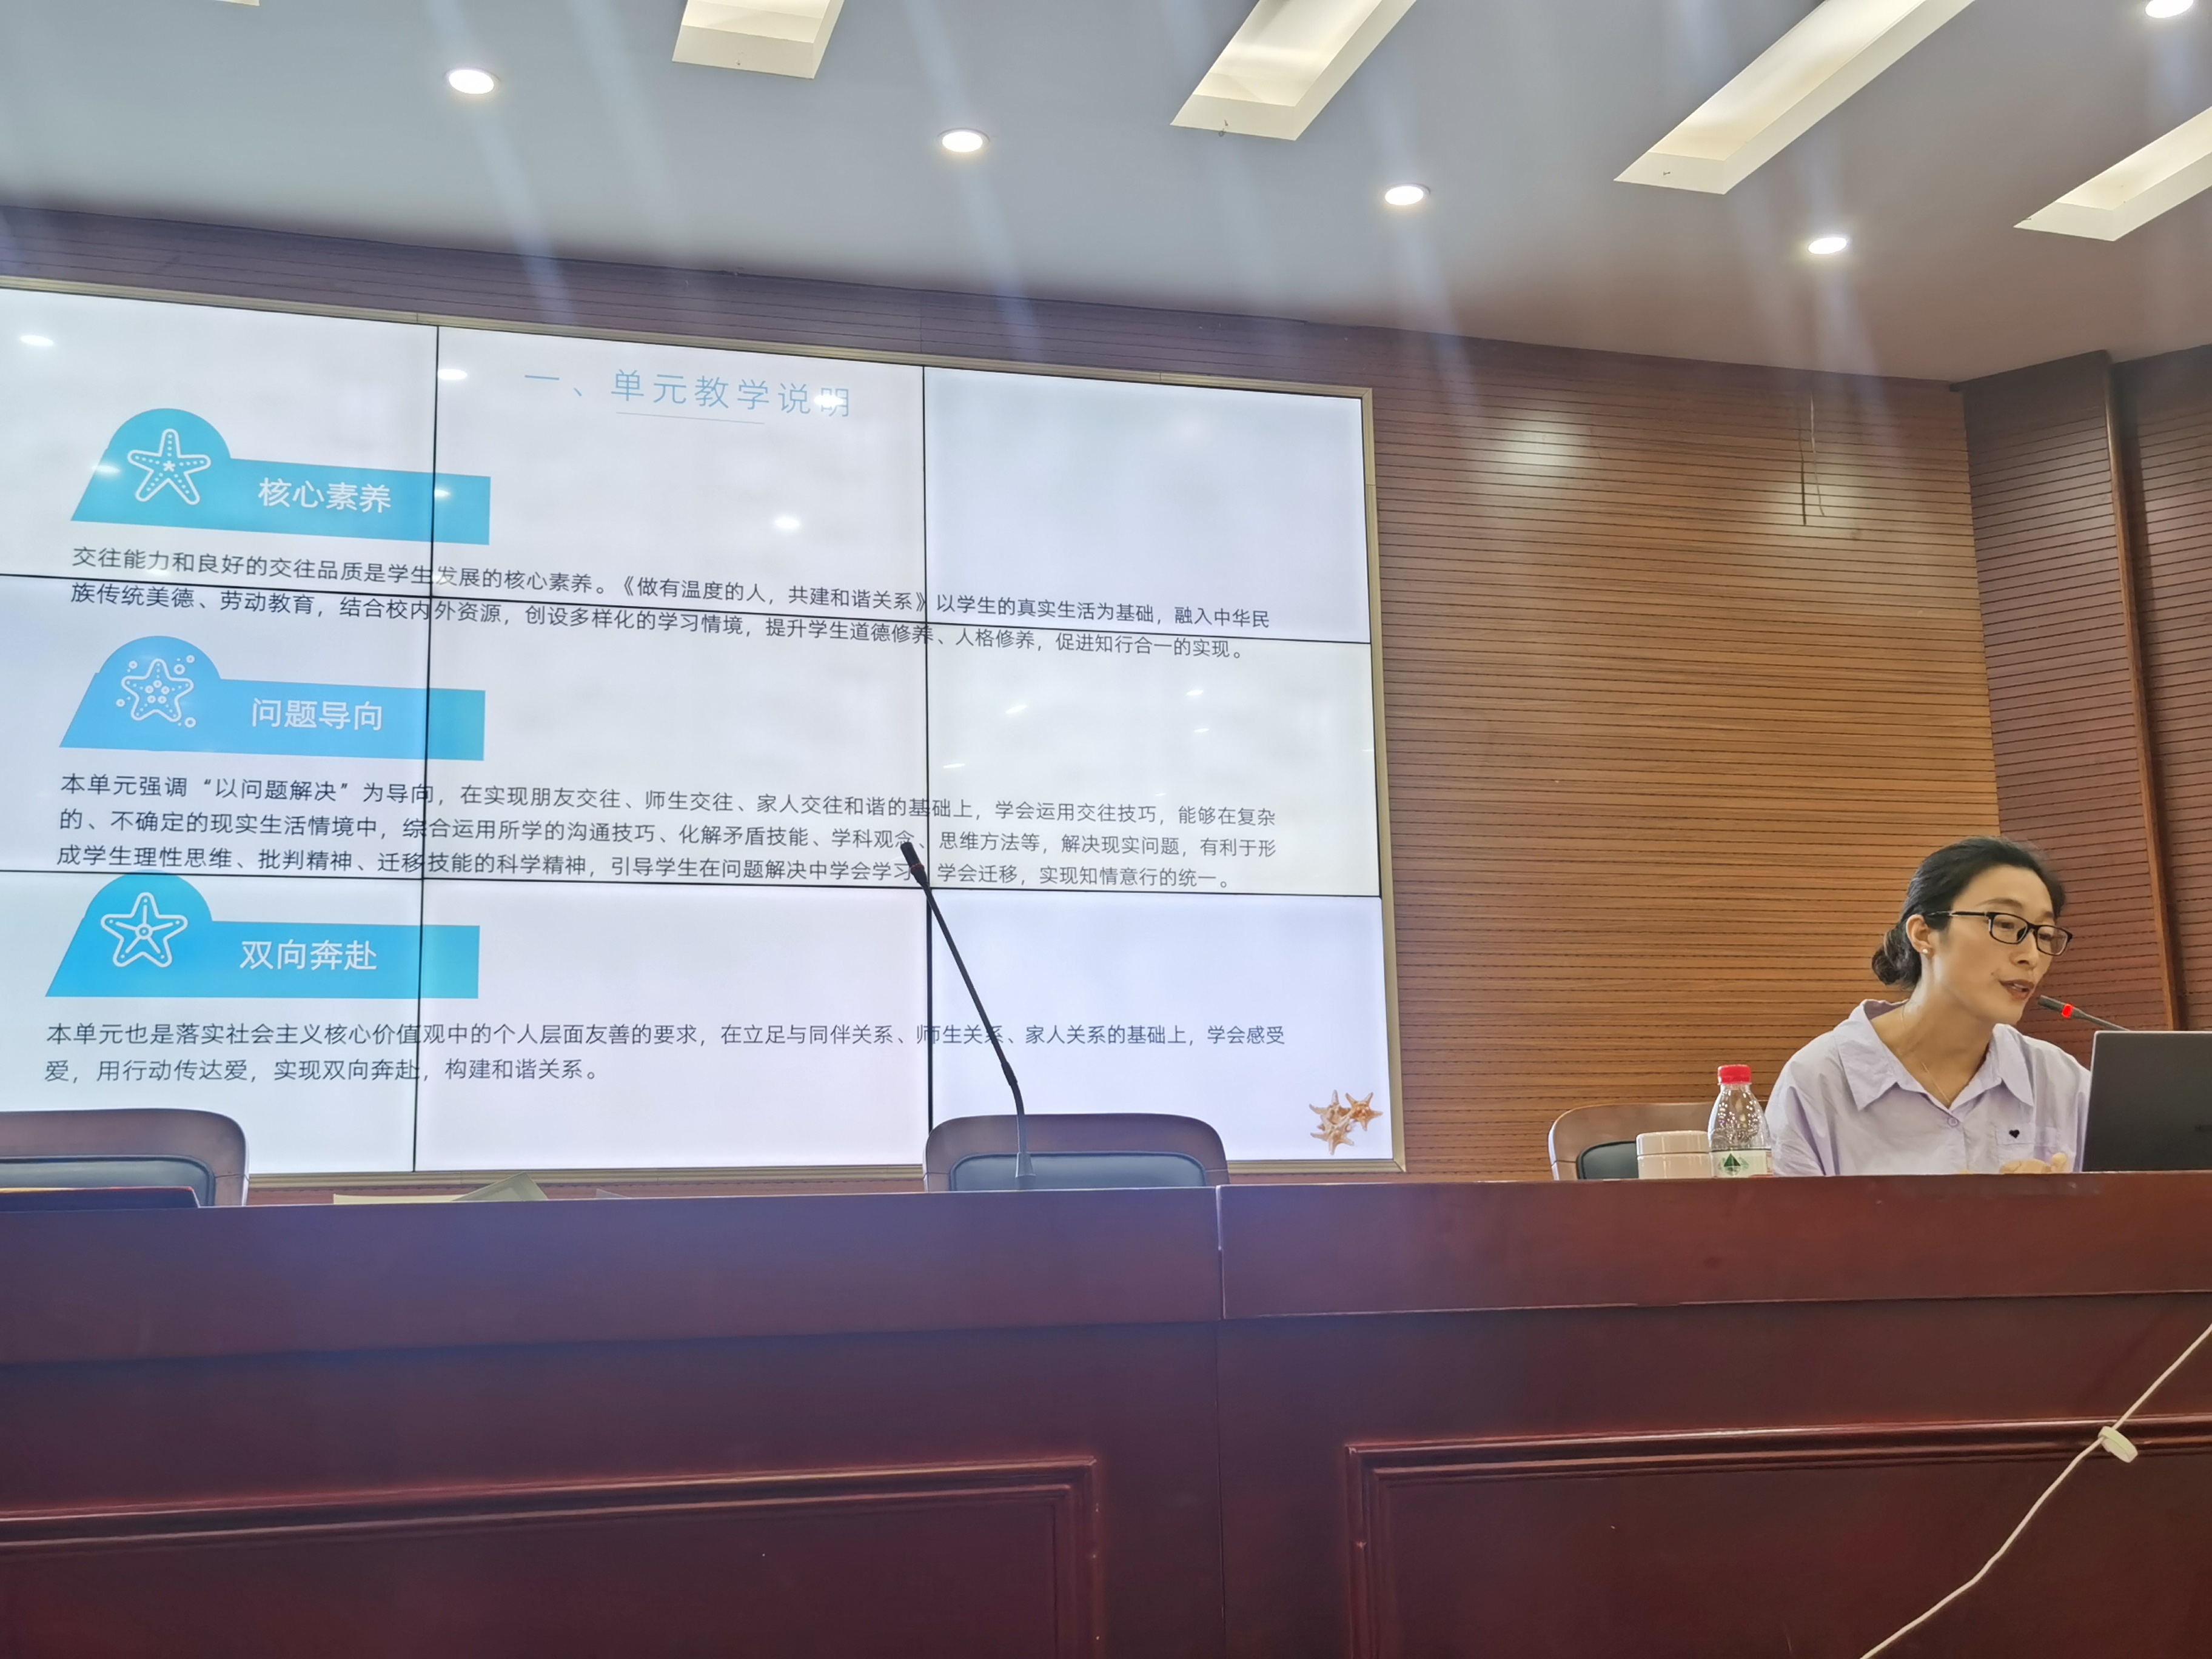 一、单元教学说明
核心素养
交往能力和良好的交往品质是学生发展的核心素养。《做有温度的人，共建和谐关系》以学生的真实生活为基础，融入中华民
族传统美德、劳动教育，结合校内外资源，创设多样化的学习情境，提升学生道德修养、人格修养，促进知行合一的实现。
问题导向
本单元强调“以问题解决”为导向，在实现朋友交往、师生交往、家人交往和谐的基础上，学会运用交往技巧，能够在复杂
的、不确定的现实生活情境中，综合运用所学的沟通技巧、化解矛盾技能、学科观念、思维方法等，解决现实问题，有利于形
成学生理性思维、批判精神、迁移技能的科学精神，引导学生在问题解决中学会学习、学会迁移，实现知情意行的统一。
双向奔赴
本单元也是落实社会主义核心价值观中的个人层面友善的要求，在立足与同伴关系、师生关系、家人关系的基础上，学会感受
爱，用行动传达爱，实现双向奔赴，构建和谐关系。